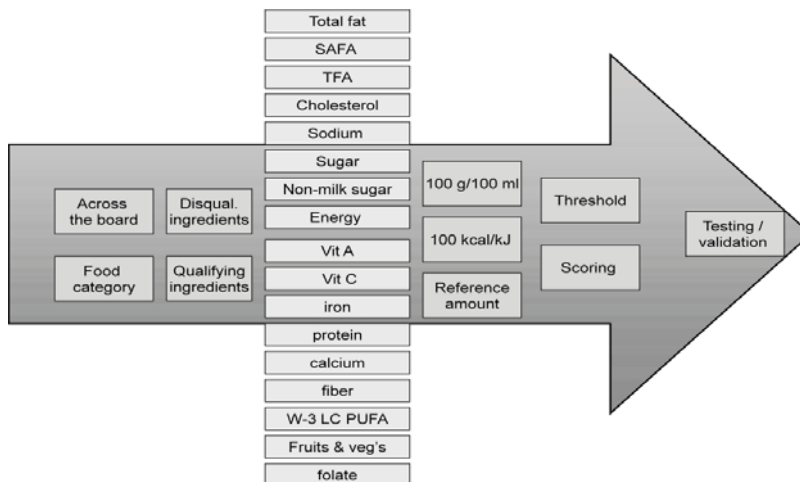 Across
the board
Food
category
Disqual.
ingredients
Qualifying
ingredients
Total fat
SAFA
TFA
Cholesterol
Sodium
Sugar
Non-milk sugar
Energy
Vit A
Vit C
iron
protein
calcium
fiber
W-3 LC PUFA
Fruits & veg's
folate
100 g/100 ml
100 kcal/kJ
Reference
amount
Threshold
Scoring
Testing /
validation